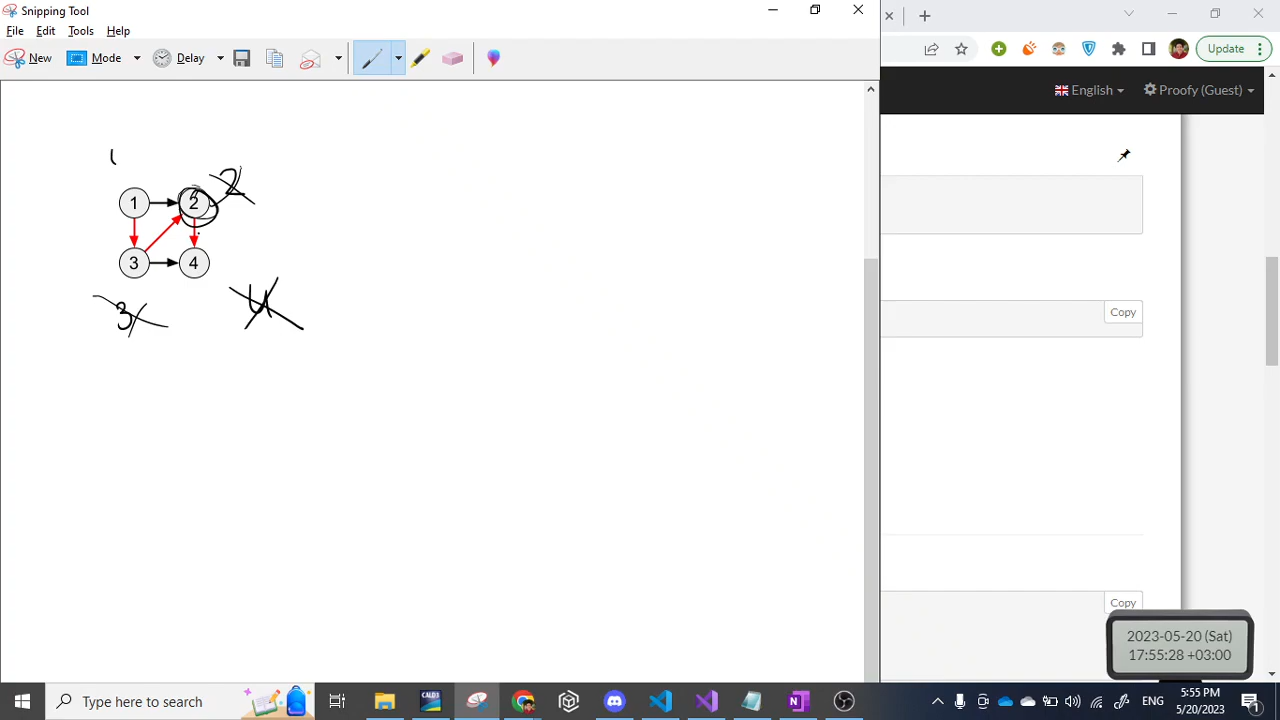 Snipping Tool
File Edit Tools Help
New Mode Delay
Update
English Proofy (Guest)
1 2
2
3 4
3
4
Copy
Copy
2023-05-20 (Sat)
17:55:28 +03:00
Type here to search
ENG
5:55 PM
5/20/2023
1